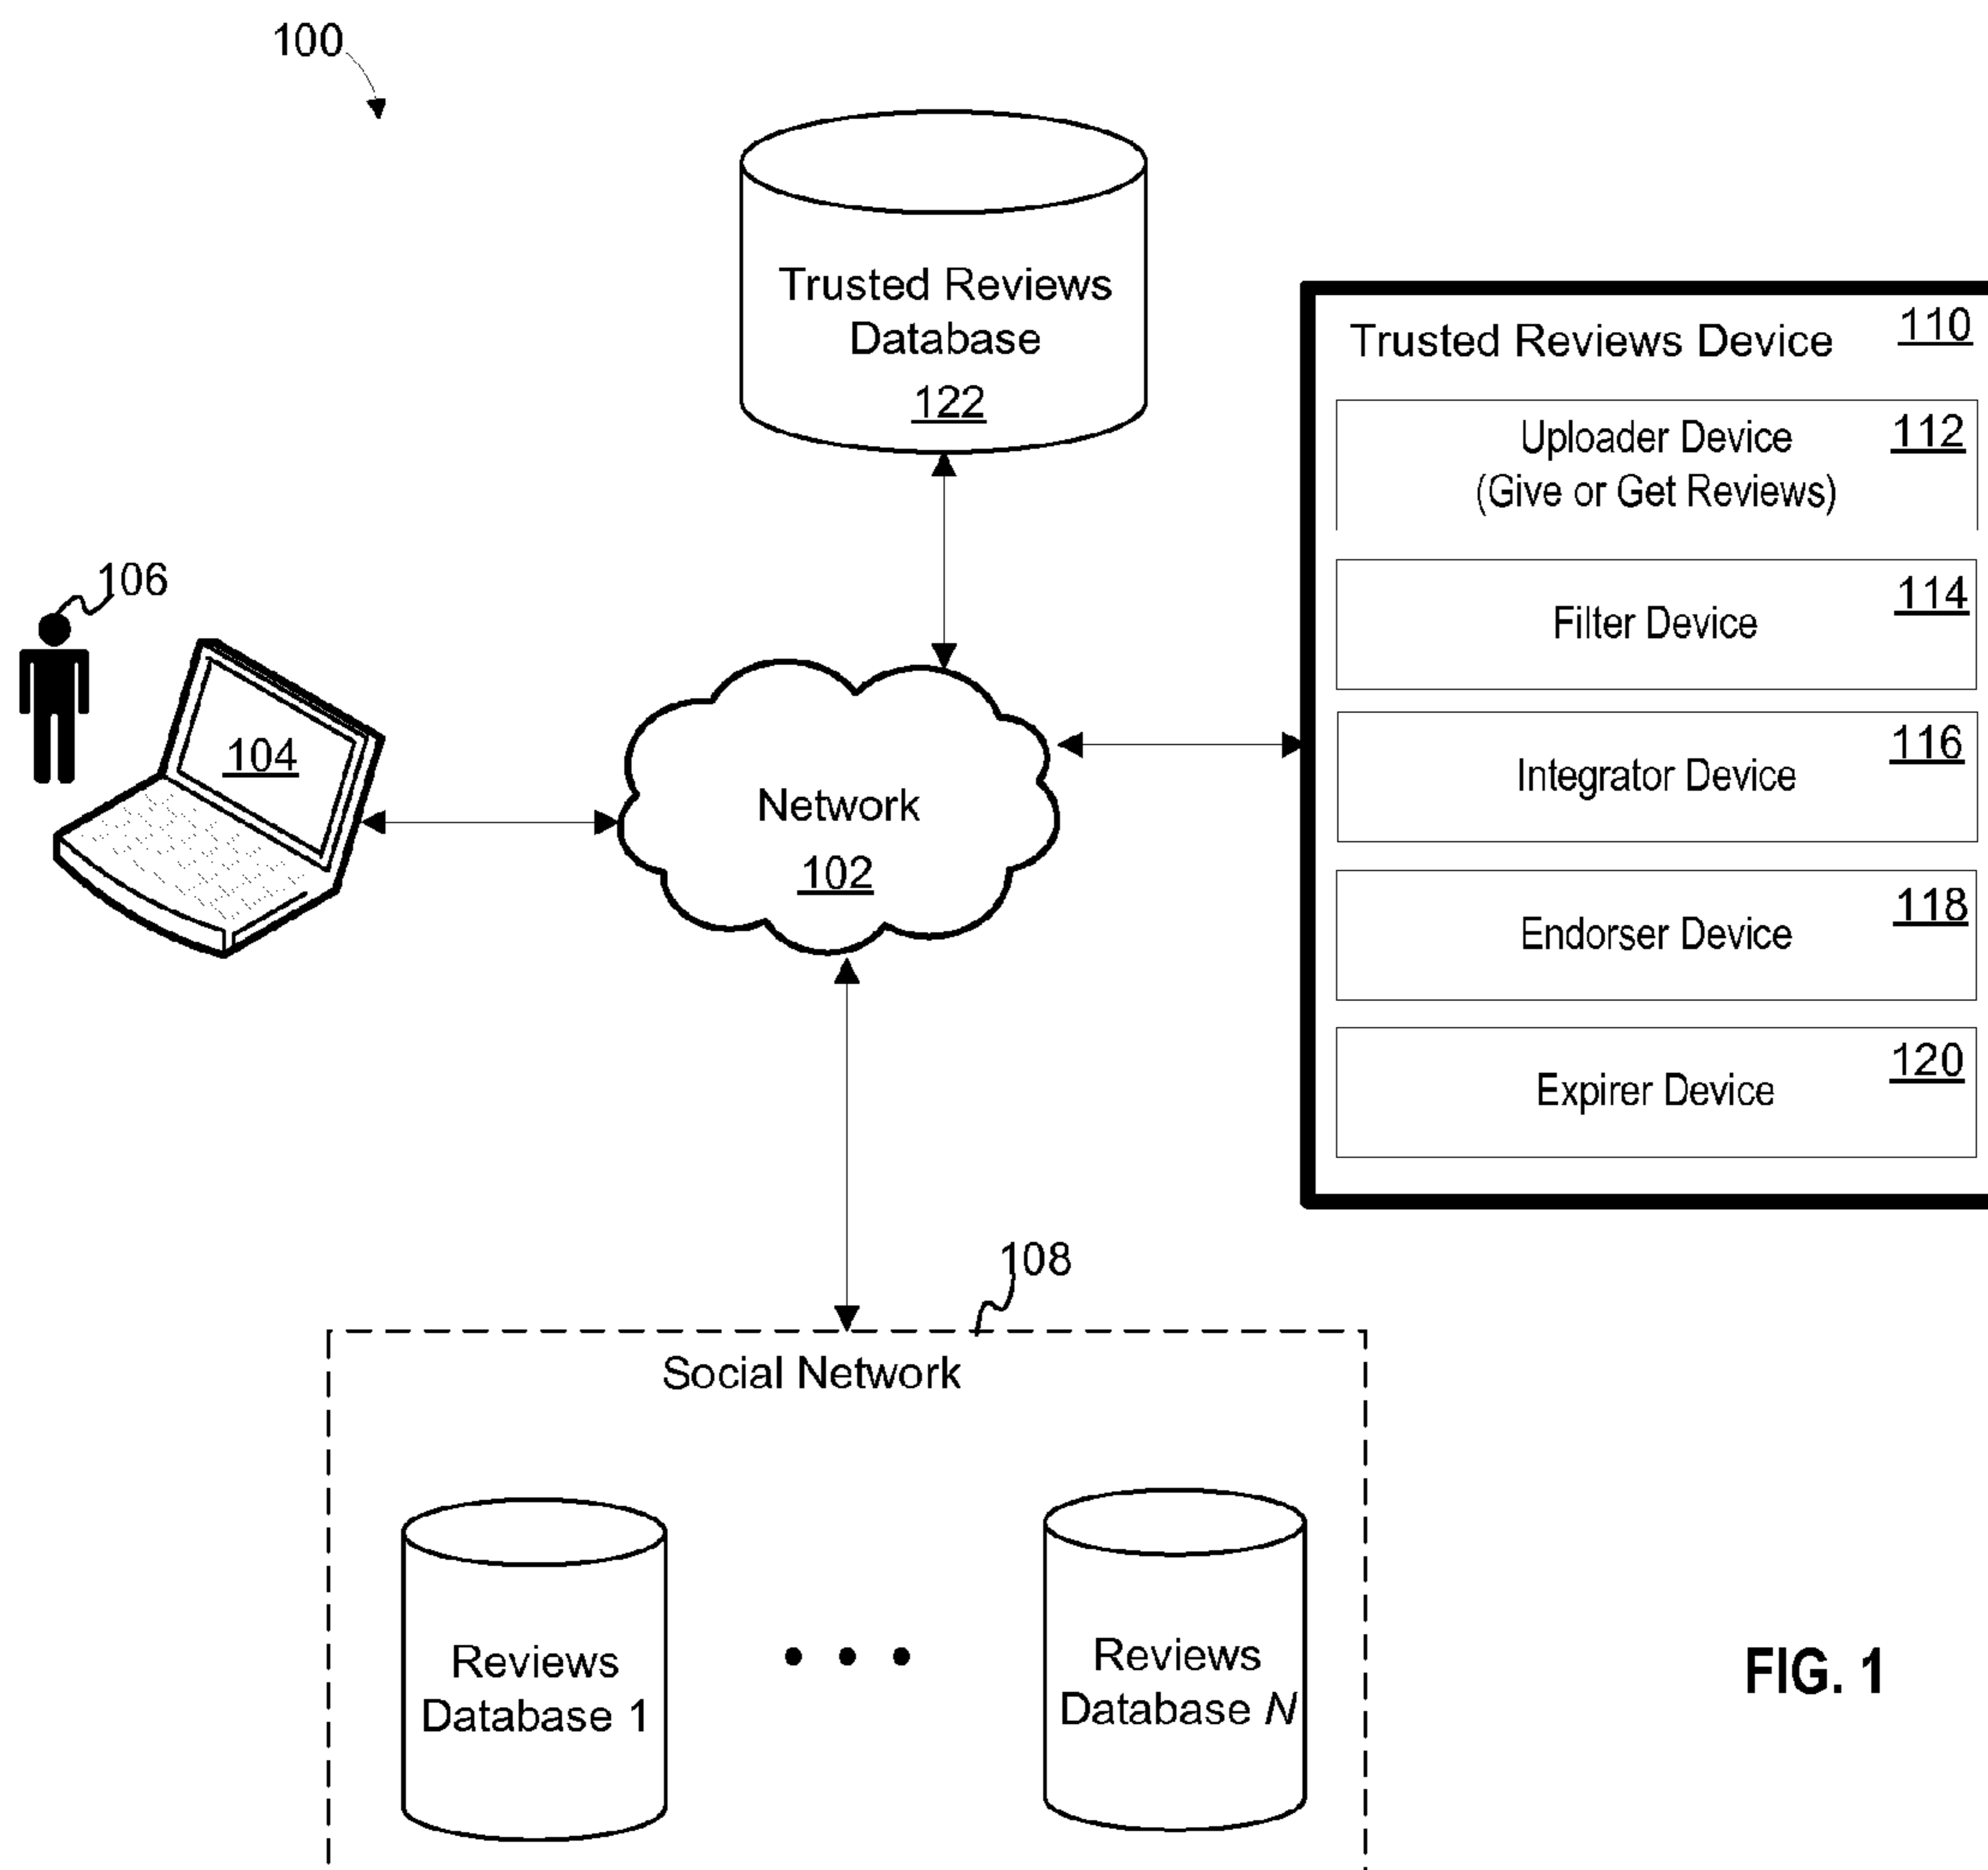 100
Trusted Reviews
Database
122
Trusted Reviews Device 110
Uploader Device 112
(Give or Get Reviews)
Filter Device 114
Integrator Device 116
Endorser Device 118
Expirer Device 120
106
104
Network
102
108
Social Network
Reviews
Database 1
Reviews
Database N
FIG. 1